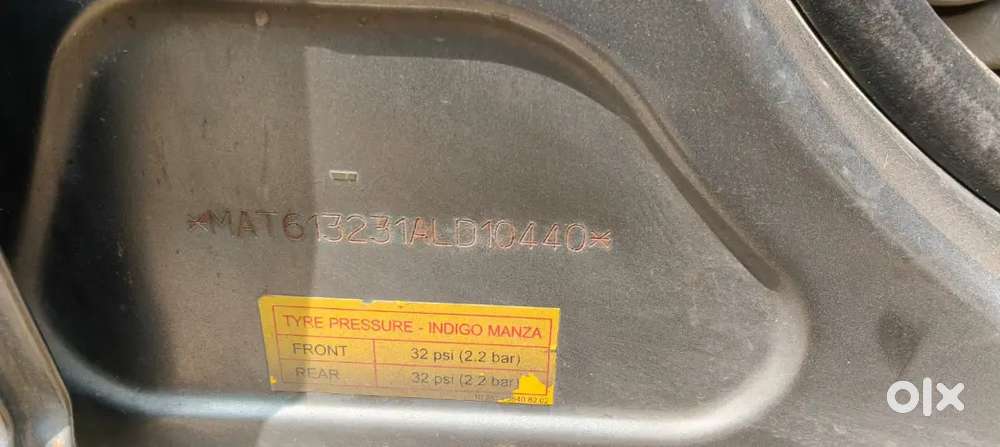 *MAT613231ALD10440*
TYRE PRESSURE - INDIGO MANZA
FRONT 32 psi (2.2 bar)
REAR 32 psi (2.2 bar)
olx